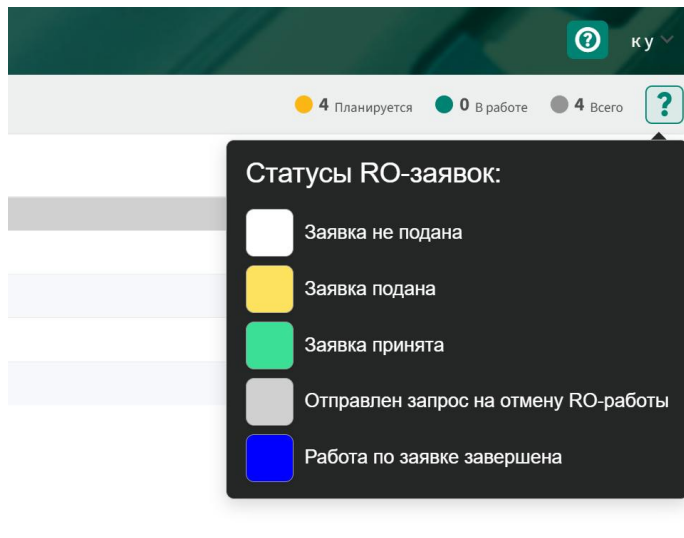 ? к у
4 Планируется 0 В работе 4 Всего ?
Статусы RO-заявок:
Заявка не подана
Заявка подана
Заявка принята
Отправлен запрос на отмену RO-работы
Работа по заявке завершена